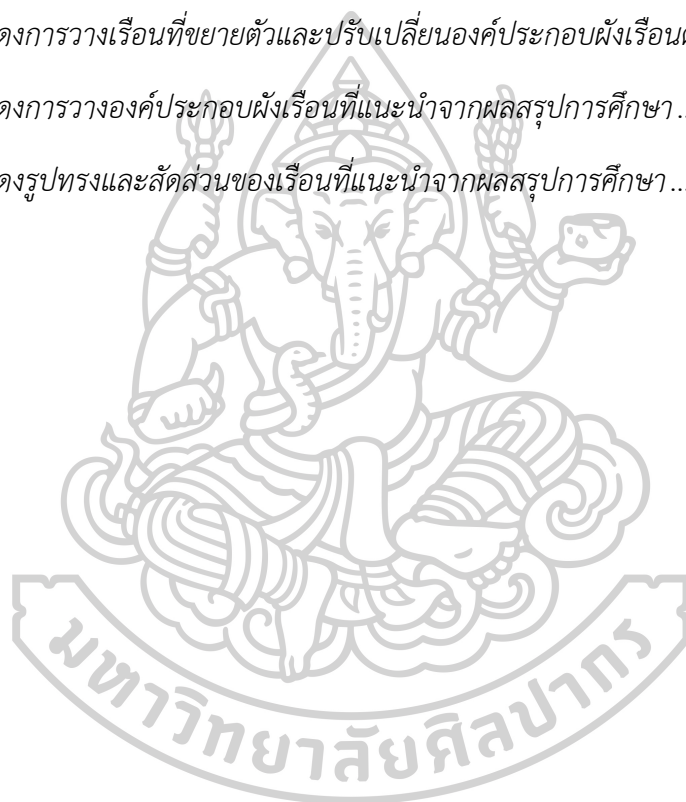 ดงการวางเรือนที่ขยายตัวและปรับเปลี่ยนองค์ประกอบผังเรือน
ดงการวางองค์ประกอบผังเรือนที่แนะนำจากผลสรุปการศึกษา ..
ดงรูปทรงและสัดส่วนของเรือนที่แนะนำจากผลสรุปการศึกษา ...
มหาวิทยาลัยศิลปากร